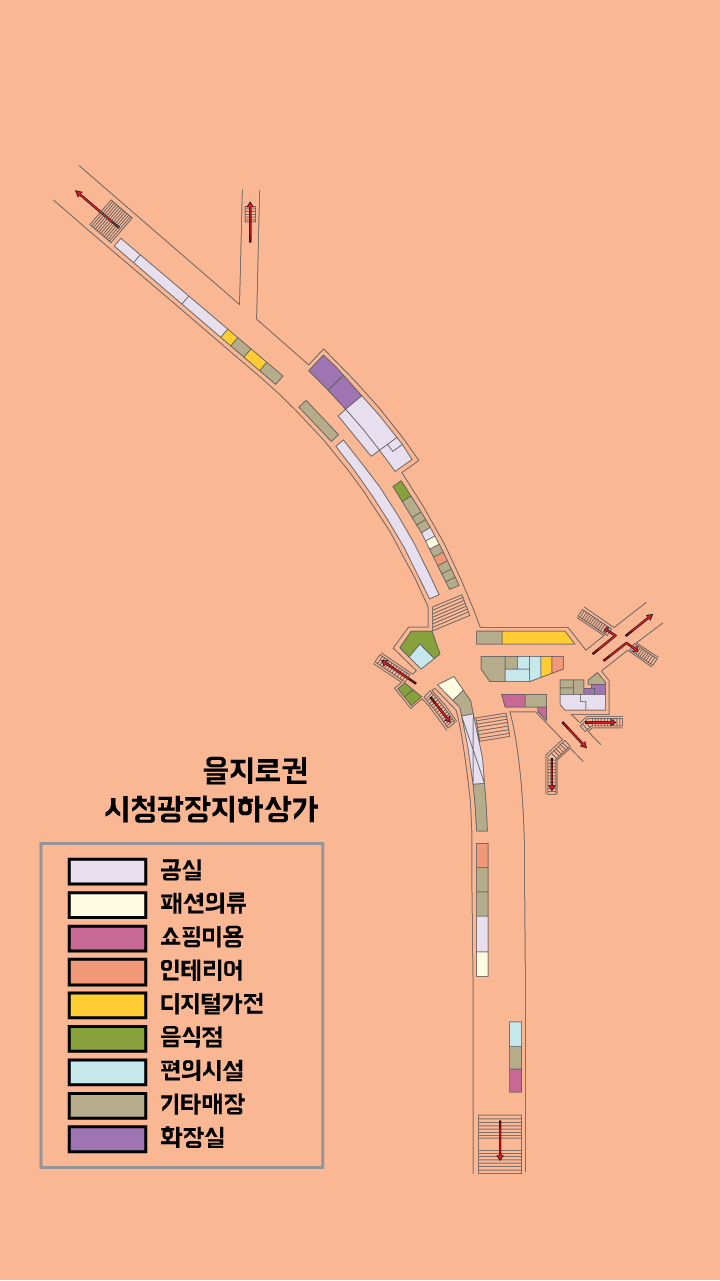 을지로권
시청광장지하상가
공실
패션의류
쇼핑미용
인테리어
디지털가전
음식점
편의시설
기타매장
화장실